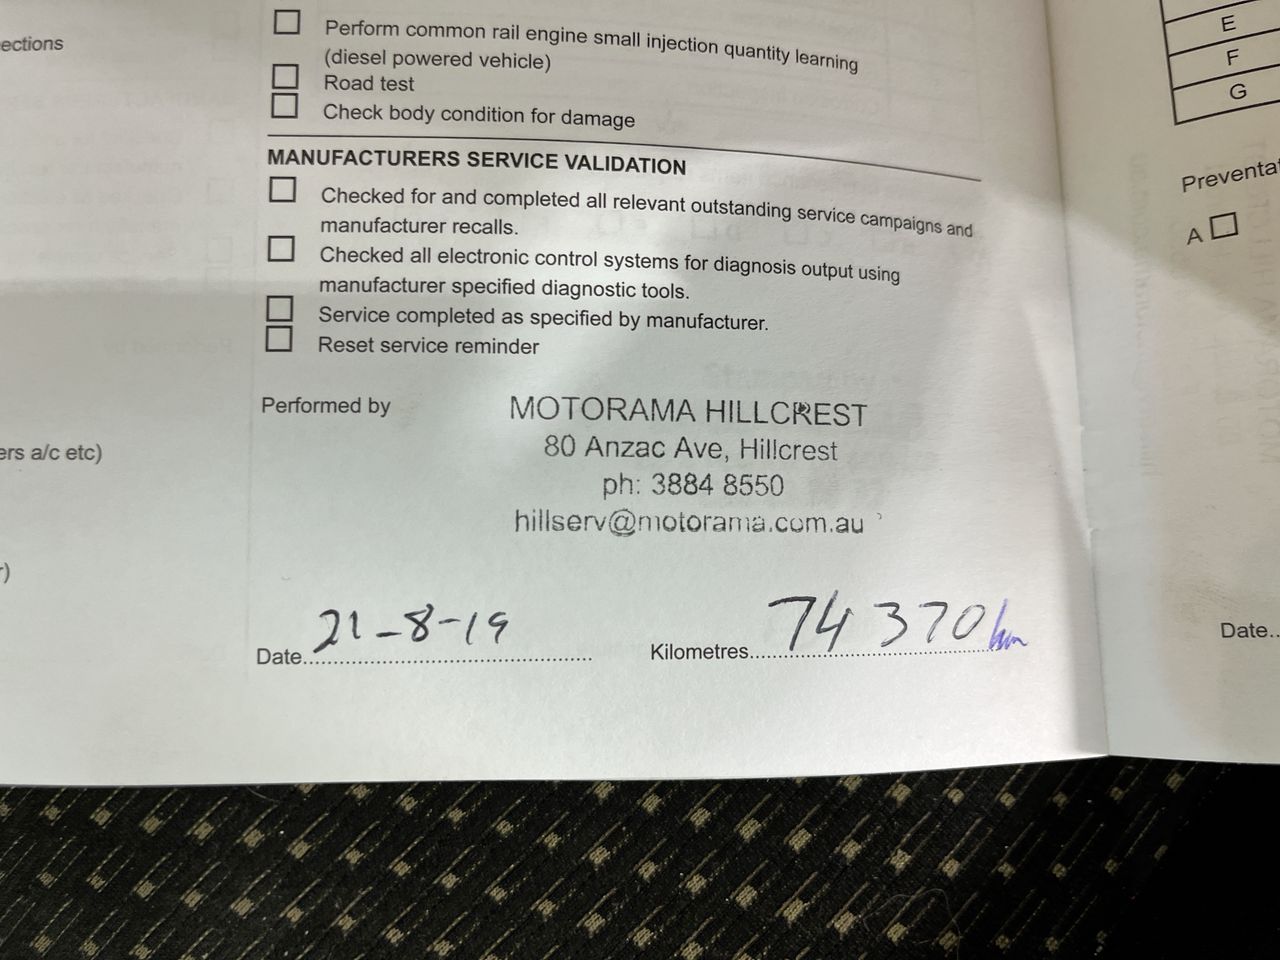 ections
Perform common rail engine small injection quantity learning
(diesel powered vehicle)
Road test
Check body condition for damage
MANUFACTURERS SERVICE VALIDATION
Checked for and completed all relevant outstanding service campaigns and
manufacturer recalls.
Checked all electronic control systems for diagnosis output using
manufacturer specified diagnostic tools.
Service completed as specified by manufacturer.
Reset service reminder
Performed by
MOTORAMA HILLCREST
80 Anzac Ave, Hillcrest
ph: 3884 8550
hillserv@motorama.com.au
ers a/c etc)
r)
Date 21-8-19
Kilometres 74 370 km
E
F
G
Preventat
A
Date..